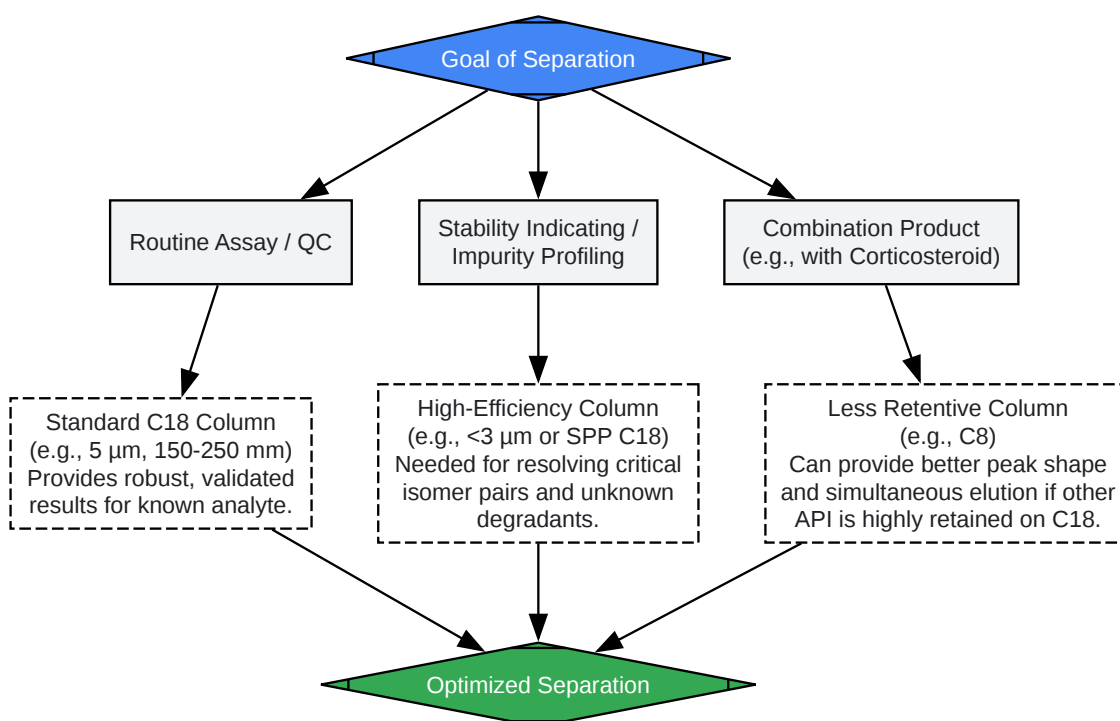 Goal of Separation
Routine Assay / QC
Stability Indicating /
Impurity Profiling
Combination Product
(e.g., with Corticosteroid)
Standard C18 Column
(e.g., 5 µm, 150-250 mm)
Provides robust, validated
results for known analyte.
High-Efficiency Column
(e.g., <3 µm or SPP C18)
Needed for resolving critical
isomer pairs and unknown
degradants.
Less Retentive Column
(e.g., C8)
Can provide better peak shape
and simultaneous elution if other
API is highly retained on C18.
Optimized Separation